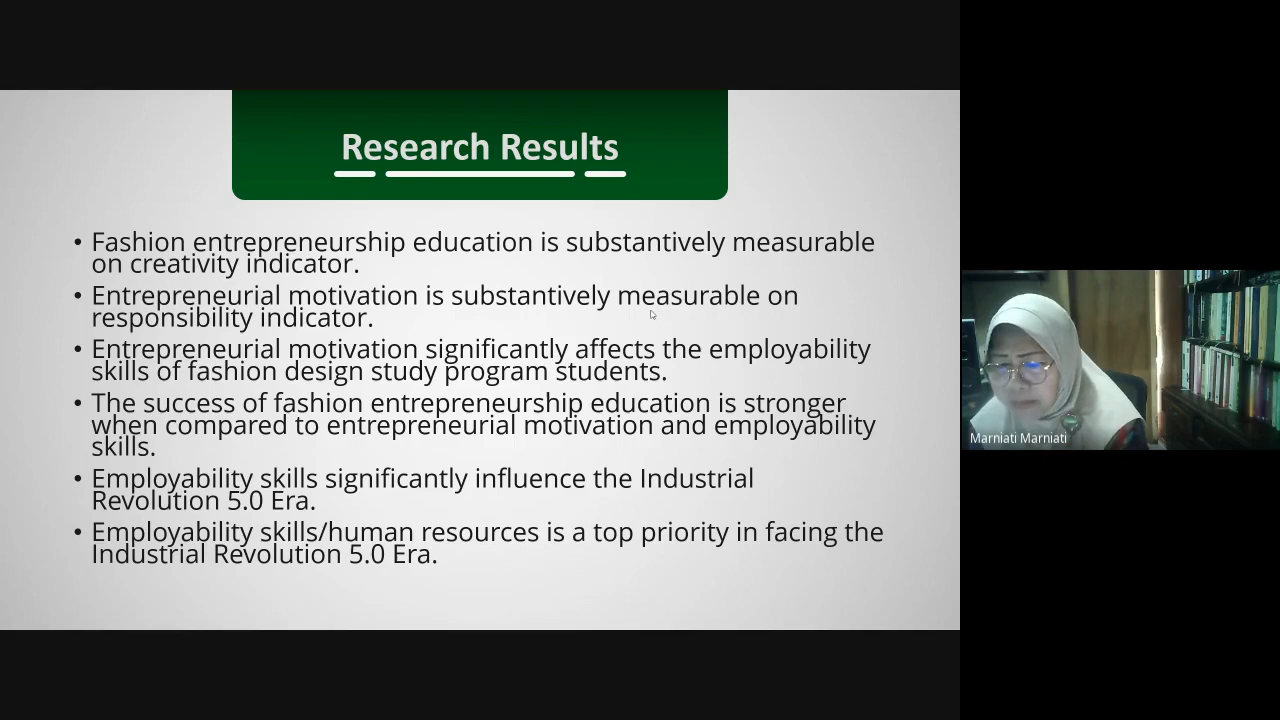 Research Results
• Fashion entrepreneurship education is substantively measurable
on creativity indicator.
• Entrepreneurial motivation is substantively measurable on
responsibility indicator.
• Entrepreneurial motivation significantly affects the employability
skills of fashion design study program students.
• The success of fashion entrepreneurship education is stronger
when compared to entrepreneurial motivation and employability
skills.
• Employability skills significantly influence the Industrial
Revolution 5.0 Era.
• Employability skills/human resources is a top priority in facing the
Industrial Revolution 5.0 Era.
Marniati Marniati